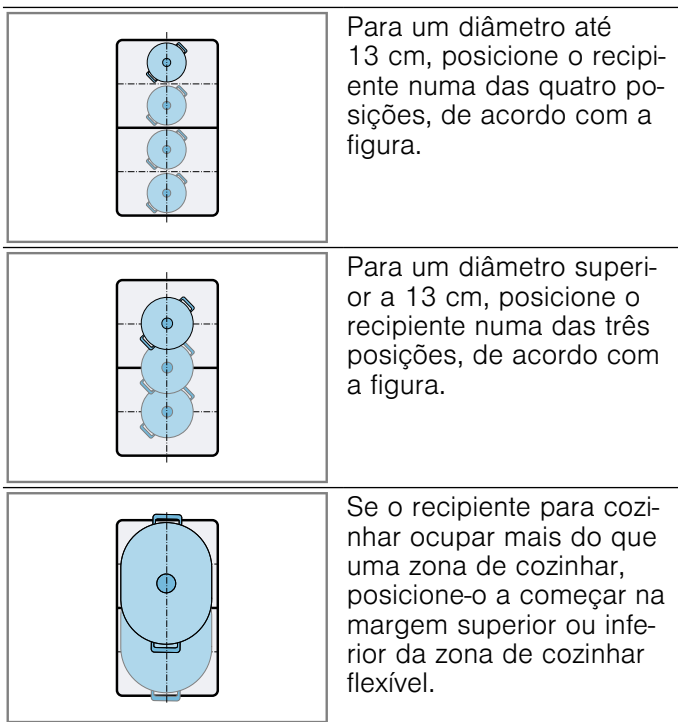 Para um diâmetro até
13 cm, posicione o recipi-
ente numa das quatro po-
sições, de acordo com a
figura.
Para um diâmetro superi-
or a 13 cm, posicione o
recipiente numa das três
posições, de acordo com
a figura.
Se o recipiente para cozi-
nhar ocupar mais do que
uma zona de cozinhar,
posicione-o a começar na
margem superior ou infe-
rior da zona de cozinhar
flexível.